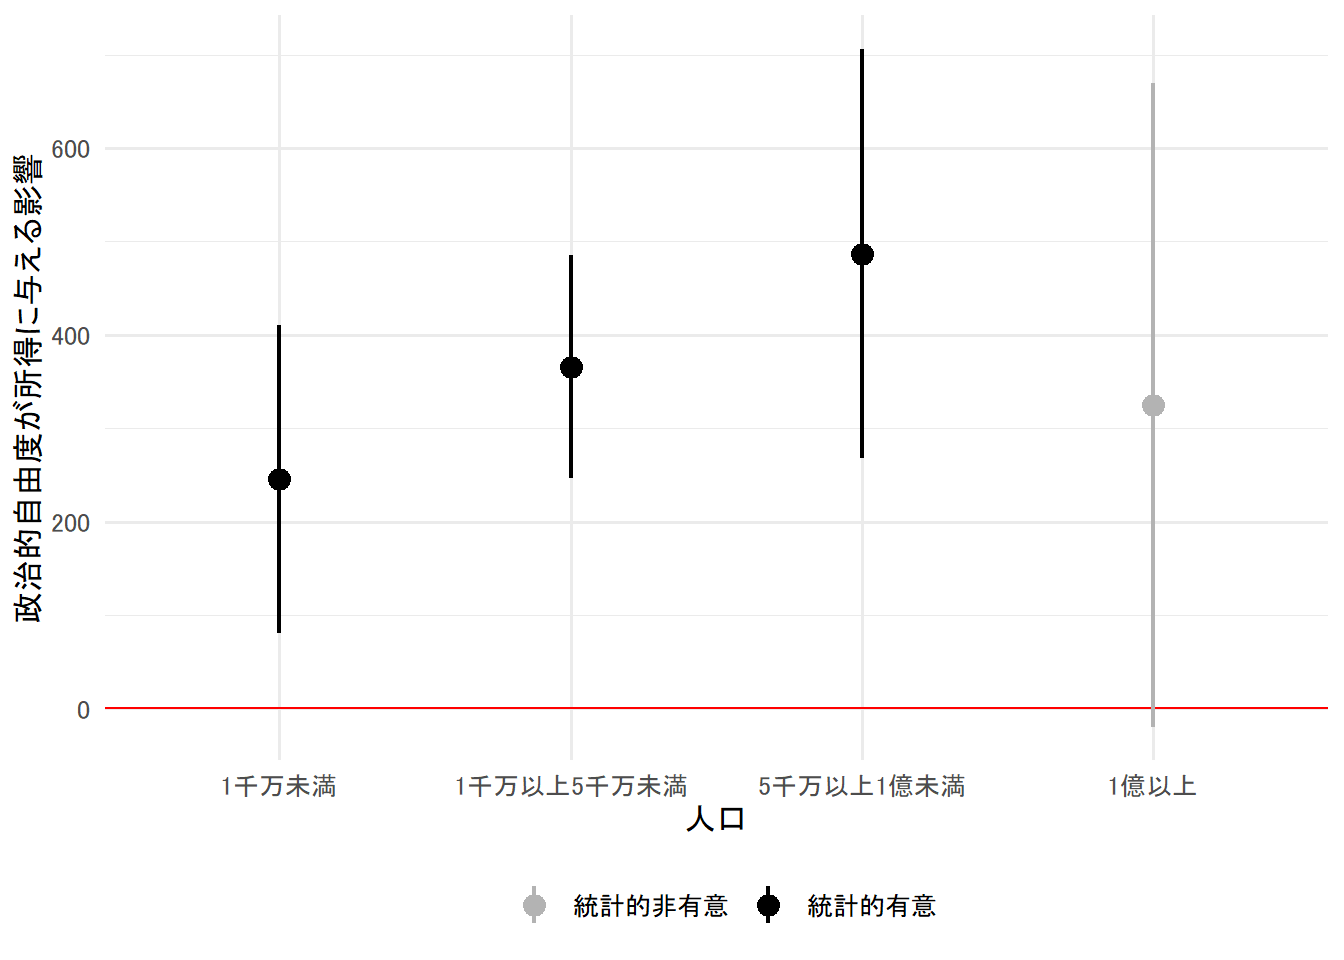 政治的自由度が所得に与える影響
600
400
200
0
1千万未満
1千万以上5千万未満
5千万以上1億未満
1億以上
人口
統計的非有意
統計的有意